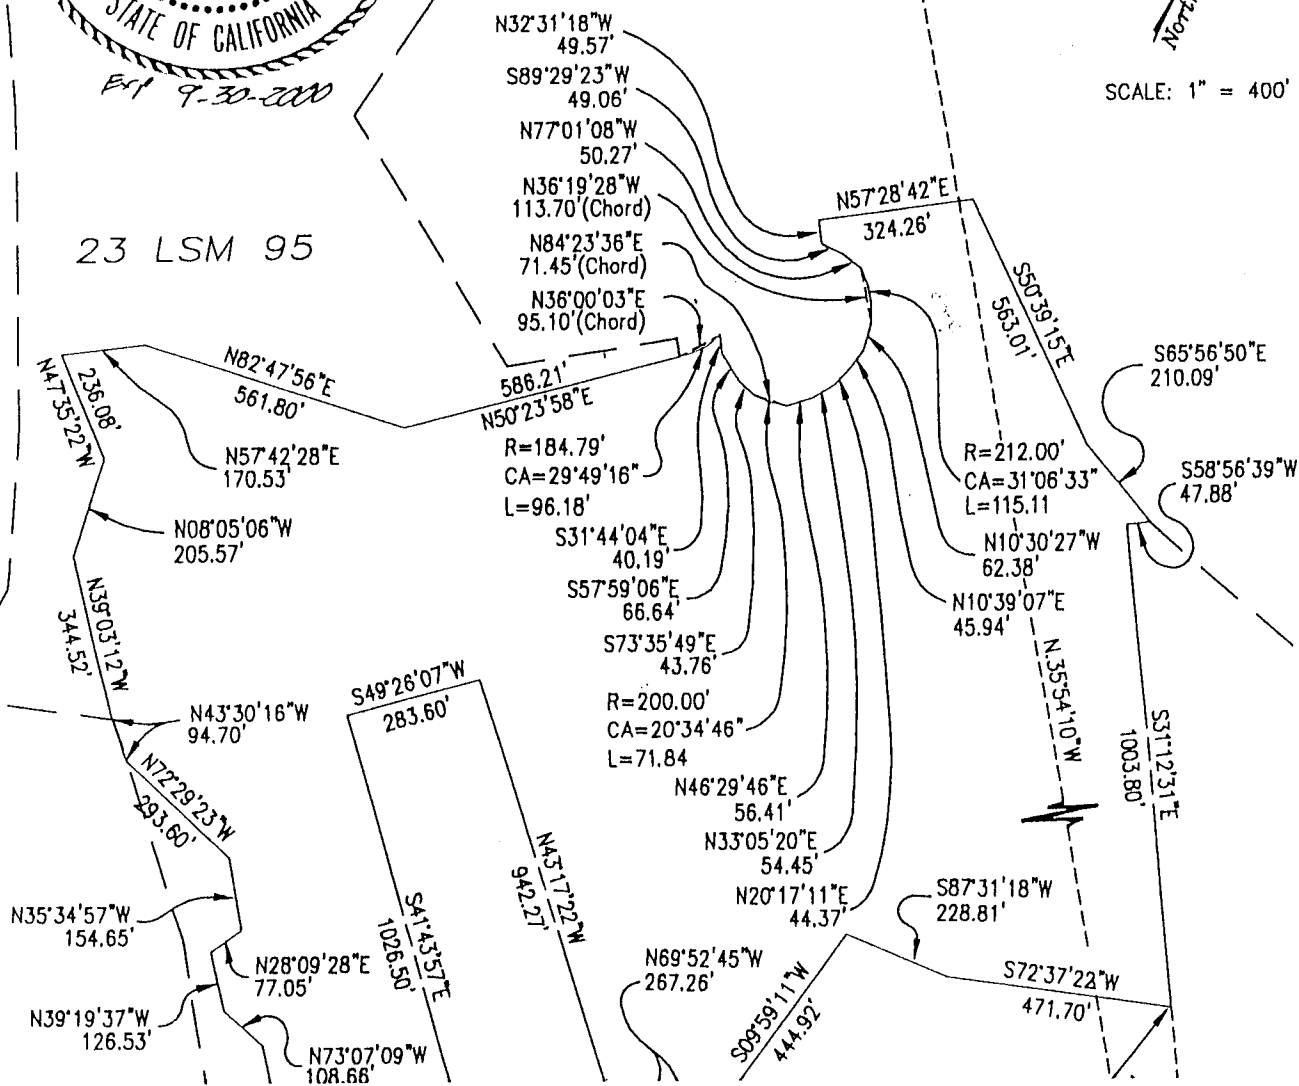 STATE OF CALIFORNIA
Exp 9-30-2000
North
SCALE: 1" = 400'
23 LSM 95
N32°31'18"W
49.57'
S89°29'23"W
49.06'
N77°01'08"W
50.27'
N36°19'28"W
113.70'(Chord)
N84°23'36"E
71.45'(Chord)
N36°00'03"E
95.10'(Chord)
N57°28'42"E
324.26'
S50°39'15"E
563.01'
S65°56'50"E
210.09'
S58°56'39"W
47.88'
N47°35'22"W
236.08'
N82°47'56"E
561.80'
586.21'
N50°23'58"E
N57°42'28"E
170.53'
R=184.79'
CA=29°49'16"
L=96.18'
R=212.00'
CA=31°06'33"
L=115.11
N08°05'06"W
205.57'
S31°44'04"E
40.19'
N10°30'27"W
62.38'
S57°59'06"E
66.64'
N10°39'07"E
45.94'
N39°03'12"W
344.52'
S73°35'49"E
43.76'
N.35°54'10"W
S49°26'07"W
283.60'
R=200.00'
CA=20°34'46"
L=71.84
N43°30'16"W
94.70'
S31°12'31"E
1003.80'
N72°29'23"W
293.60'
N46°29'46"E
56.41'
N33°05'20"E
54.45'
N20°17'11"E
44.37'
N43°17'22"W
942.27'
S41°43'57"E
1026.50'
N35°34'57"W
154.65'
S87°31'18"W
228.81'
N28°09'28"E
77.05'
N69°52'45"W
267.26'
S72°37'22"W
471.70'
S09°59'11"W
444.92'
N39°19'37"W
126.53'
N73°07'09"W
108.66'